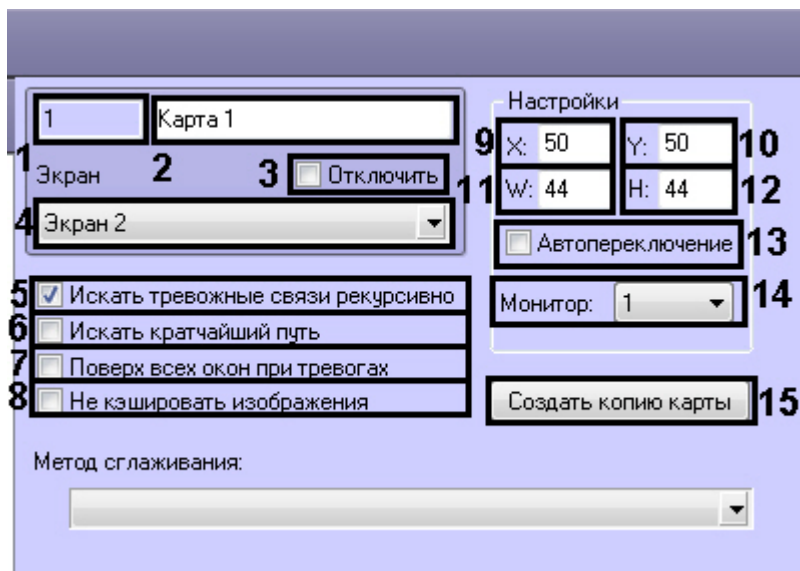 Настройки
1 Карта 1
9 X: 50 Y: 50 10
1 Экран 2 3 Отключить 11 W: 44 H: 44 12
4 Экран 2
Автопереключение 13
5 Искать тревожные связи рекурсивно
Монитор: 1 14
6 Искать кратчайший путь
7 Поверх всех окон при тревогах
8 Не кэшировать изображения
Создать копию карты 15
Метод сглаживания: